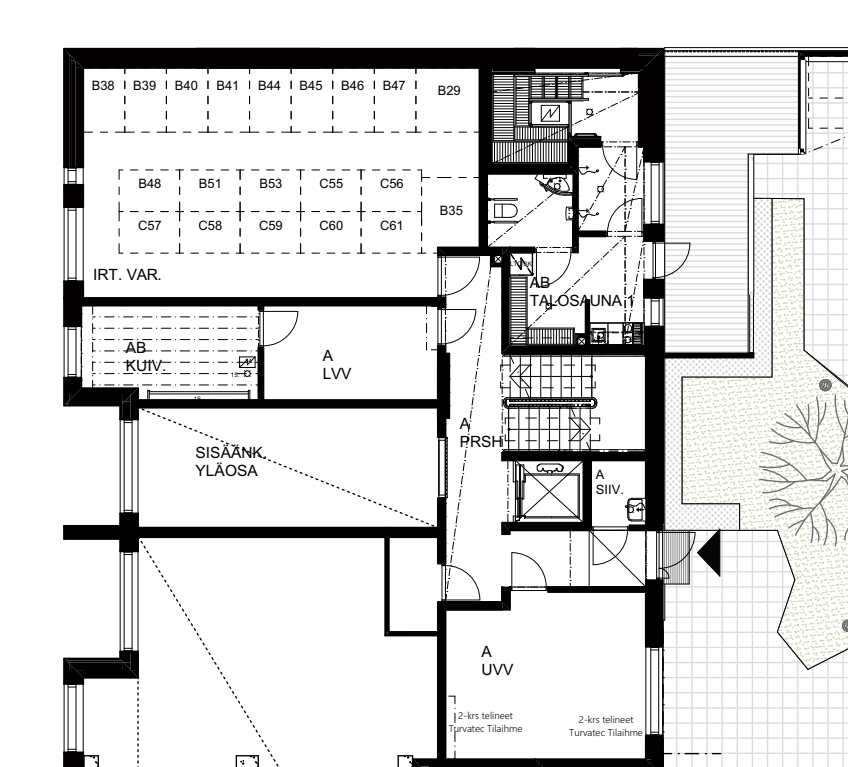 B38 B39 B40 B41 B44 B45 B46 B47 B29
B48 B51 B53 C55 C56
B35
C57 C58 C59 C60 C61
IRT. VAR.
AB
TALOSAUNA 1
AB
KUIV.
A
LVV
A
PRSH
SISÄÄNK.
YLÄOSA
A
SIIV.
A
UVV
2-krs telineet
Turvatec Tilaihme
2-krs telineet
Turvatec Tilaihme